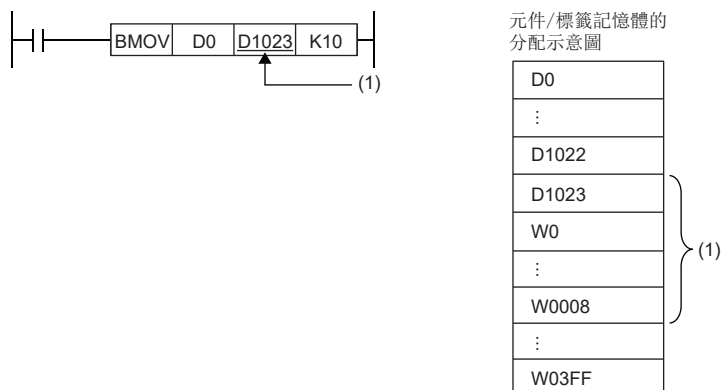 BMOV D0 D1023 K10
(1)
元件/標籤記憶體的
分配示意圖
D0
⋮
D1022
D1023
W0
⋮
W0008
⋮
W03FF
(1)